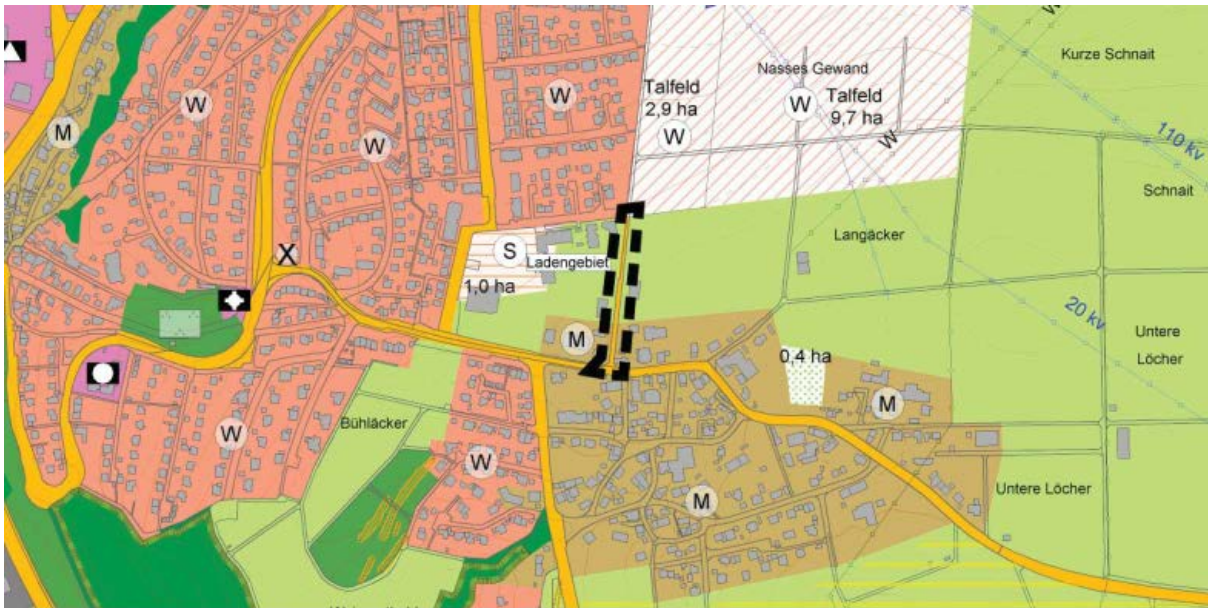 Kurze Schnait
Nasses Gewand
Talfeld
2,9 ha
Talfeld
9,7 ha
W
W
W
W
W
W
W
W
M
110 kv
Schnait
S
Ladengebiet
1,0 ha
Langäcker
X
20 kv
Untere
Löcher
M
0,4 ha
M
Bühläcker
W
W
M
Untere Löcher